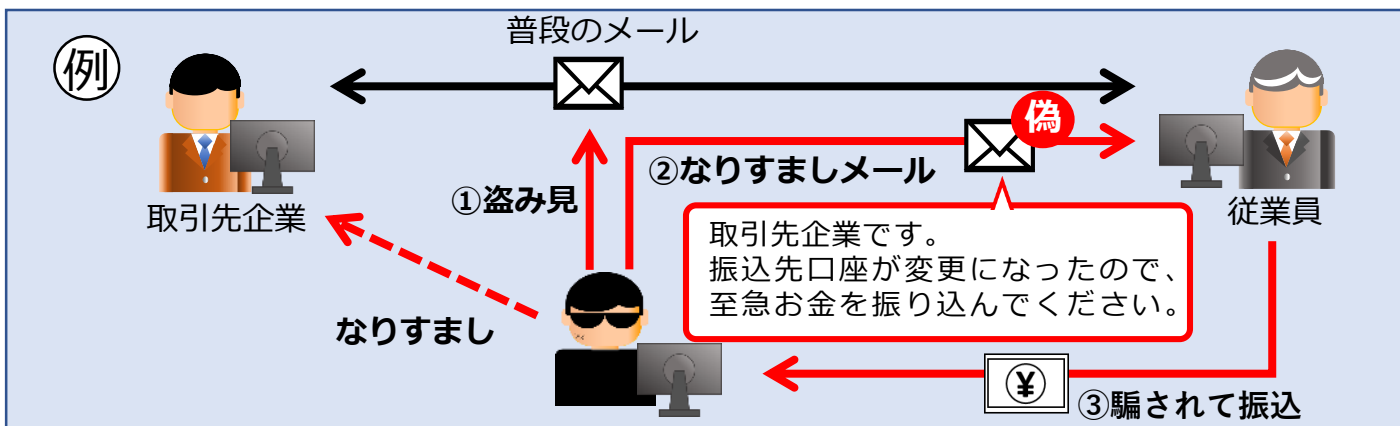 例
普段のメール
偽
②なりすましメール
①盗み見
取引先企業
従業員
取引先企業です。
振込先口座が変更になったので、
至急お金を振り込んでください。
なりすまし
¥
③騙されて振込